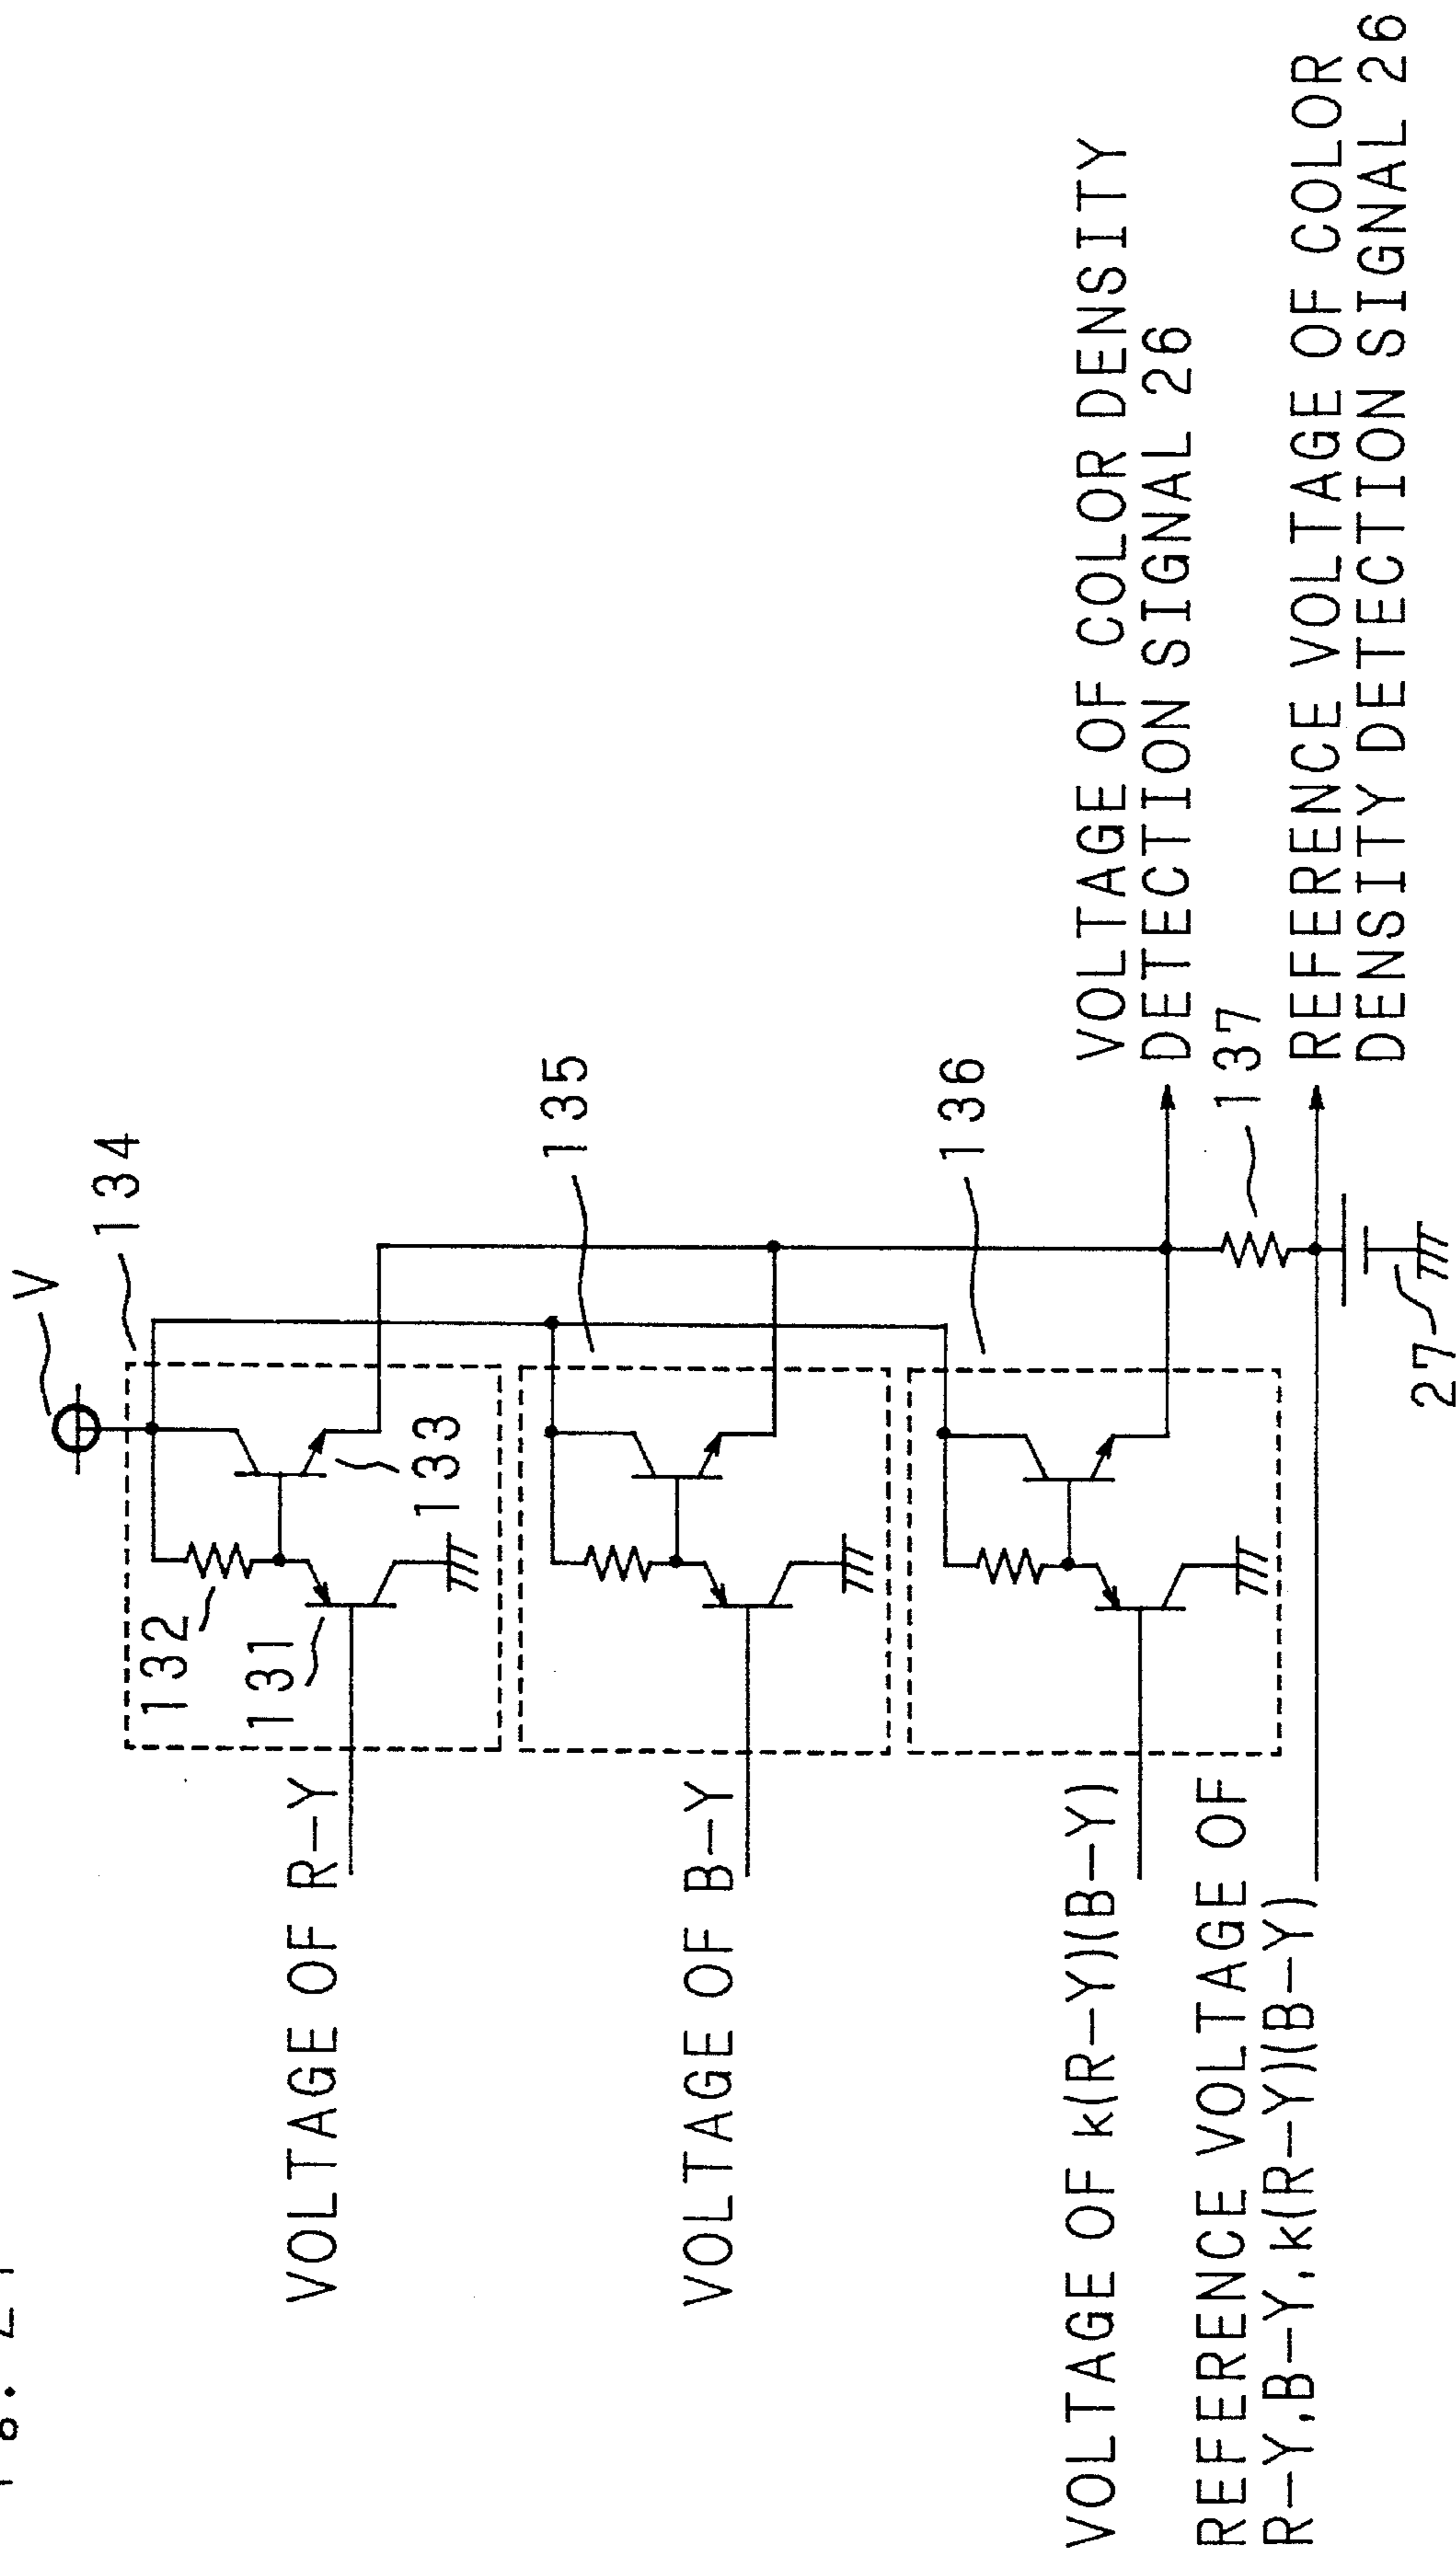 V
134
132
131
133
VOLTAGE OF R-Y
135
VOLTAGE OF B-Y
136
VOLTAGE OF k(R-Y)(B-Y)
VOLTAGE OF COLOR DENSITY
DETECTION SIGNAL 26
137
REFERENCE VOLTAGE OF
R-Y,B-Y,k(R-Y)(B-Y)
REFERENCE VOLTAGE OF COLOR
DENSITY DETECTION SIGNAL 26
27